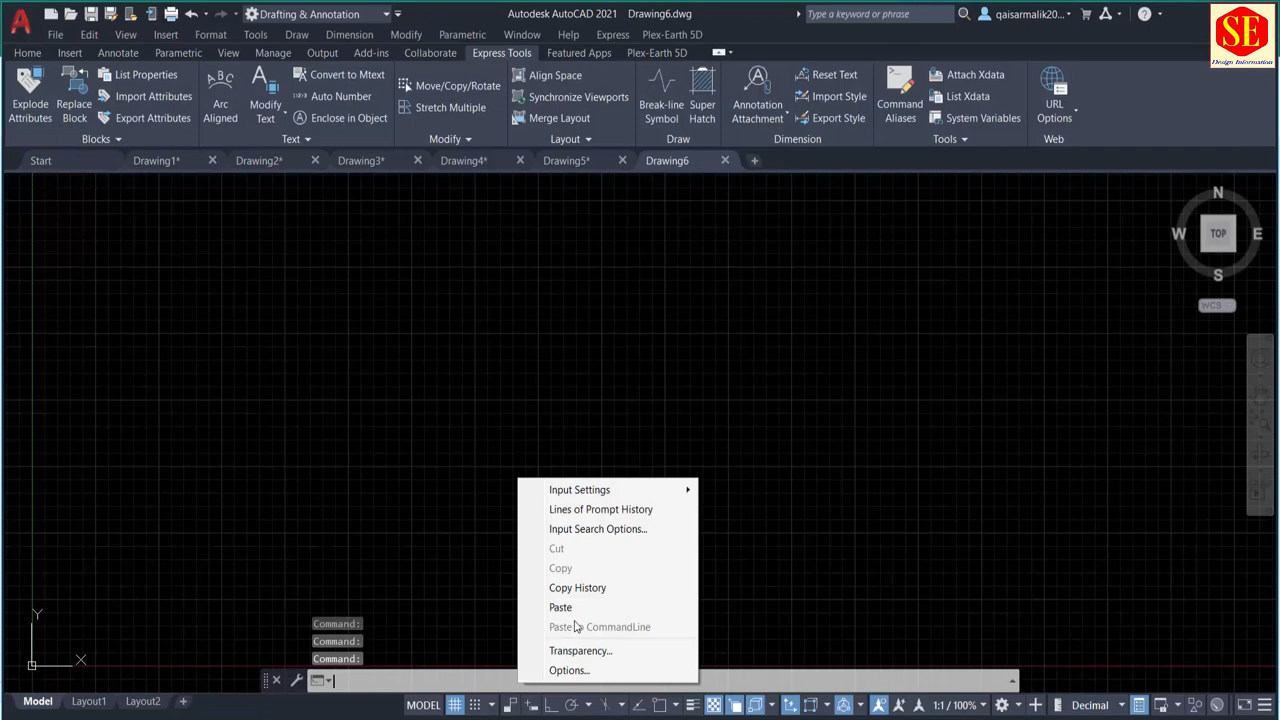 Drafting & Annotation
Autodesk AutoCAD 2021 Drawing6.dwg
Type a keyword or phrase
qaisarmalik20...
SE
Design Information
File Edit View Insert Format Tools Draw Dimension Modify Parametric Window Help Express Plex-Earth 5D
Home Insert Annotate Parametric View Manage Output Add-ins Collaborate Express Tools Featured Apps Plex-Earth 5D
Explode Attributes
Replace Block
List Properties
Import Attributes
Export Attributes
Blocks
Arc Aligned
Modify Text
Convert to Mtext
Auto Number
Enclose in Object
Text
Move/Copy/Rotate
Stretch Multiple
Modify
Align Space
Synchronize Viewports
Merge Layout
Layout
Break-line Symbol
Super Hatch
Draw
Annotation Attachment
Reset Text
Import Style
Export Style
Dimension
Command Aliases
Attach Xdata
List Xdata
System Variables
Tools
URL Options
Web
Start Drawing1* Drawing2* Drawing3* Drawing4* Drawing5* Drawing6
N
W TOP E
S
WCS
Input Settings
Lines of Prompt History
Input Search Options...
Cut
Copy
Copy History
Paste
Paste to CommandLine
Transparency...
Options...
Y
X
Command:
Command:
Command:
Model Layout1 Layout2
MODEL
1:1 / 100%
Decimal